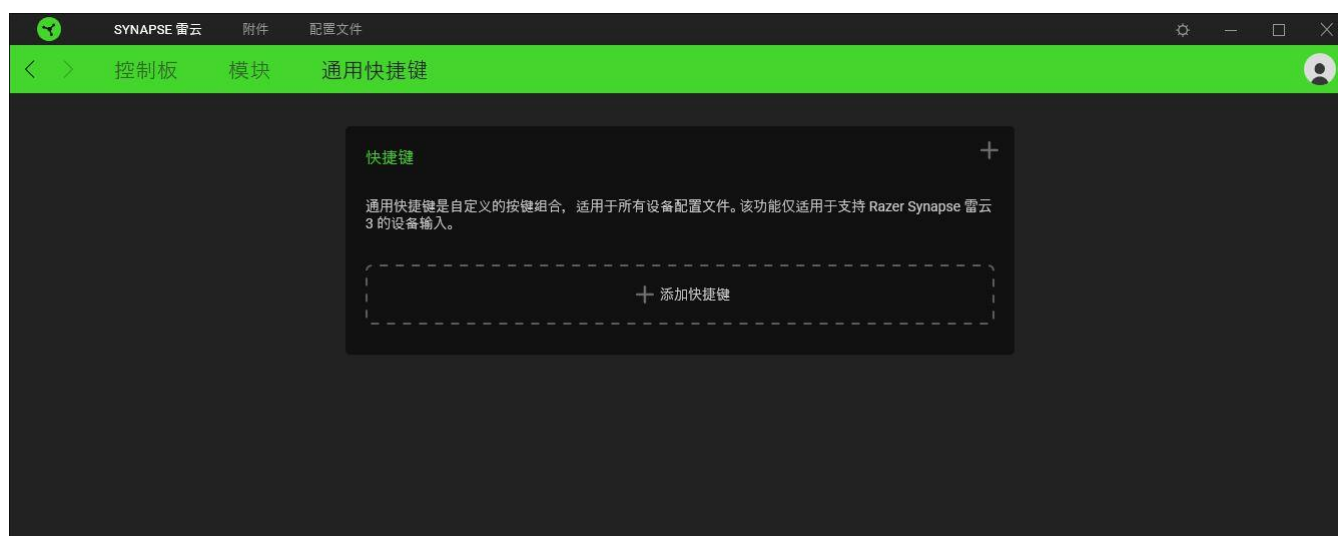 SYNAPSE 雷云 附件 配置文件
控制板 模块 通用快捷键
快捷键
通用快捷键是自定义的按键组合，适用于所有设备配置文件。该功能仅适用于支持 Razer Synapse 雷云
3 的设备输入。
添加快捷键